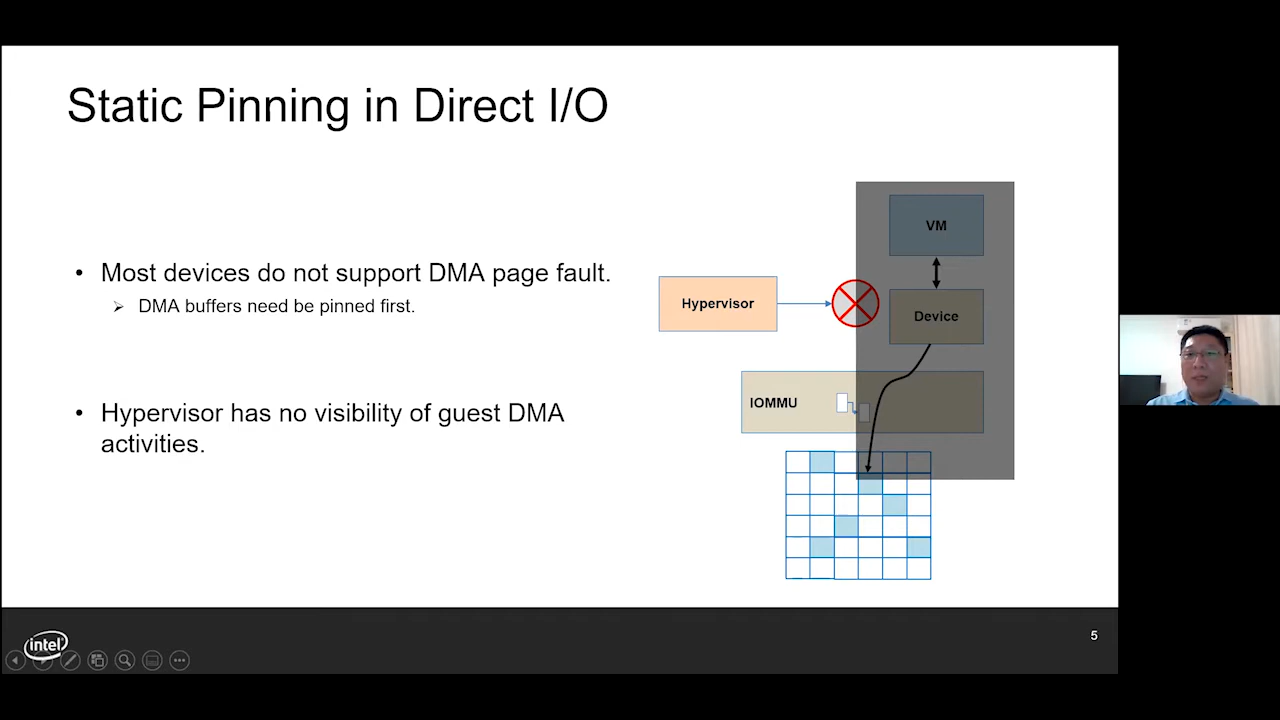 Static Pinning in Direct I/O
• Most devices do not support DMA page fault.
➢ DMA buffers need be pinned first.
• Hypervisor has no visibility of guest DMA
activities.
VM
Hypervisor
Device
IOMMU
intel
5